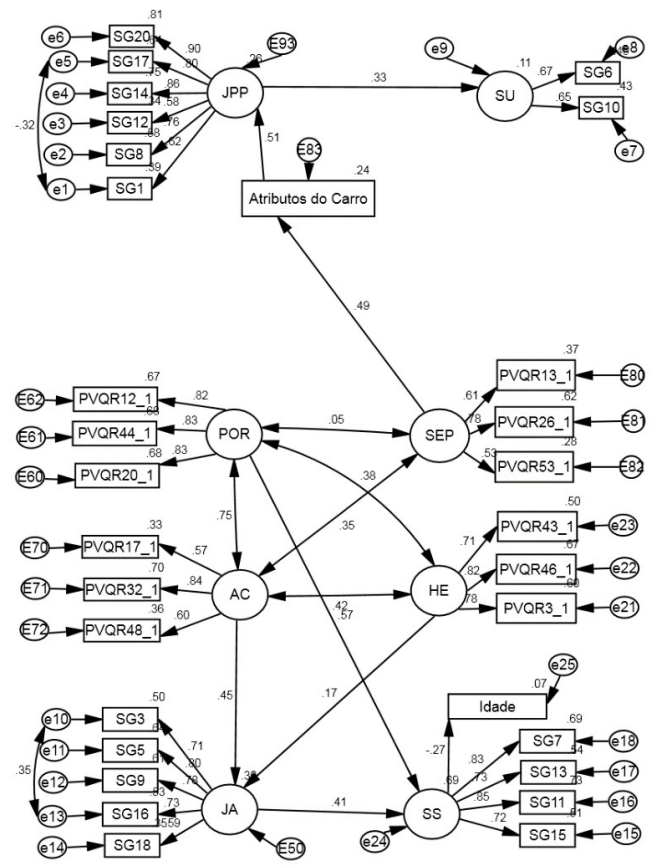 .81
e6 SG20 E93 e9 e8
e5 SG17 .90 .26 .11 .67 SG6
.75 .80 .43
e4 SG14 .86 JPP .33 SU
.58 .65 SG10
e3 SG12 .76
-.32 .51 e7
e2 SG8 .62 E83
.39 .24
e1 SG1 Atributos do Carro
.49
.37
.67 PVQR13_1 E80
E62 PVQR12_1 .82 .61 .62
.05 .78 PVQR26_1 E81
E61 PVQR44_1 .83 POR SEP .28
.68 .83 .53 PVQR53_1 E82
E60 PVQR20_1 .38
.50
.75 .35 PVQR43_1 e23
.33 .71 .67
E70 PVQR17_1 .57
.70 .82 PVQR46_1 e22
E71 PVQR32_1 .84 AC .42 HE
.36 .57 .78 PVQR3_1 e21
E72 PVQR48_1 .60
e25
.45 .17 .07
.50 Idade
e10 SG3 .69
.71 -.27 SG7 e18
e11 SG5 .83 .54
.80 .69 .73 SG13 e17
.35 e12 SG9 .78 .73
.73 JA .41 SS .85 SG11 e16
e13 SG16
.72 SG15 e15
e14 SG18 E50 e24